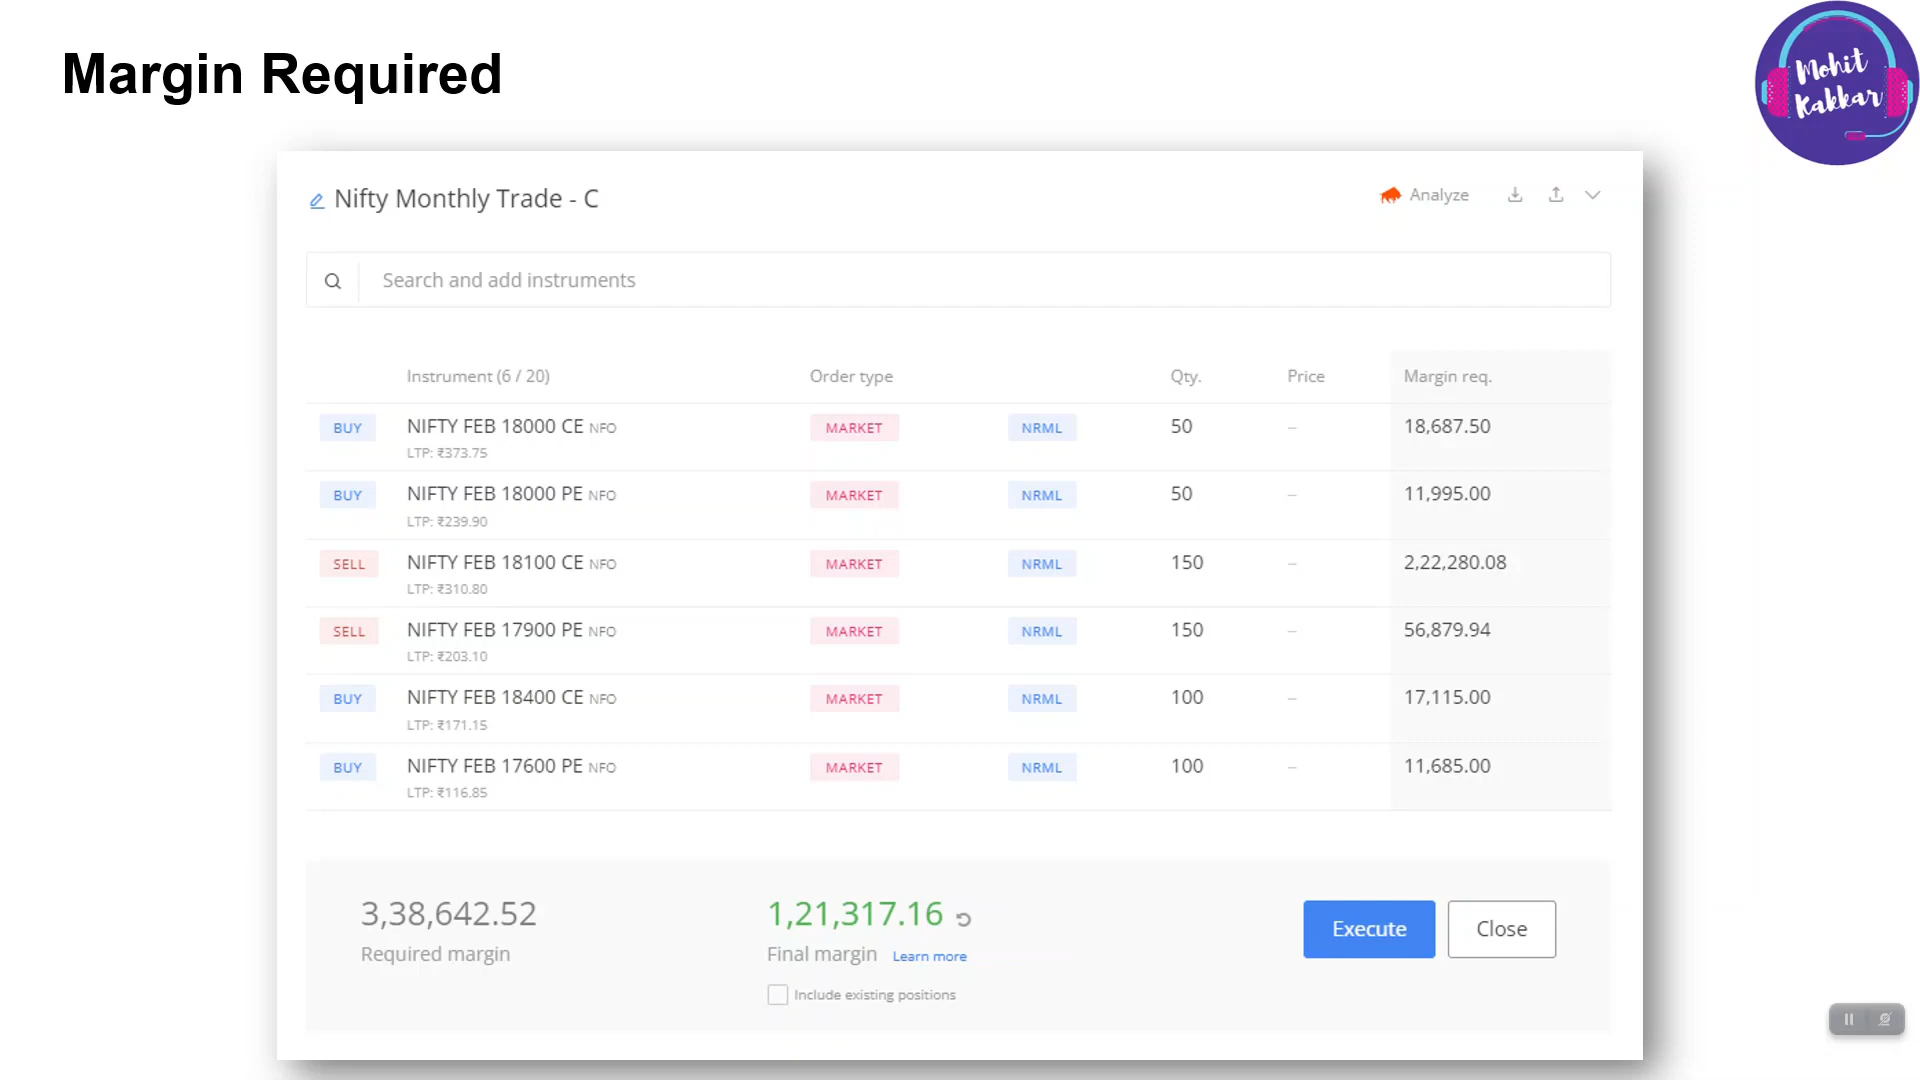 Margin Required
Mohit
Kakkar
Nifty Monthly Trade - C
Analyze
Search and add instruments
Instrument (6 / 20) Order type Qty. Price Margin req.
BUY NIFTY FEB 18000 CE NFO MARKET NRML 50 – 18,687.50
LTP: ₹373.75
BUY NIFTY FEB 18000 PE NFO MARKET NRML 50 – 11,995.00
LTP: ₹239.90
SELL NIFTY FEB 18100 CE NFO MARKET NRML 150 – 2,22,280.08
LTP: ₹310.80
SELL NIFTY FEB 17900 PE NFO MARKET NRML 150 – 56,879.94
LTP: ₹203.10
BUY NIFTY FEB 18400 CE NFO MARKET NRML 100 – 17,115.00
LTP: ₹171.15
BUY NIFTY FEB 17600 PE NFO MARKET NRML 100 – 11,685.00
LTP: ₹116.85
3,38,642.52 1,21,317.16
Required margin Final margin Learn more
Include existing positions
Execute Close